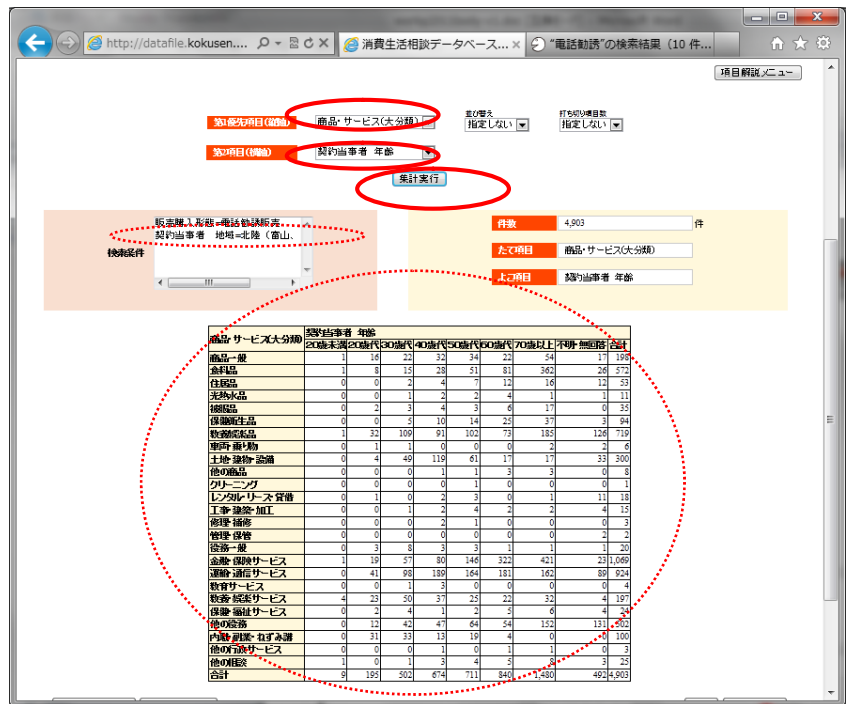 http://datafile.kokusen.... 消費生活相談データベース... × "電話勧誘"の検索結果（10 件...
項目解説メニュー
並び替え 打ち切り項目数
第1優先項目(縦軸) 商品・サービス(大分類) 指定しない 指定しない
第2項目(横軸) 契約当事者 年齢
集計実行
販売購入形態=電話勧誘販売
契約当事者 地域=北陸（富山、
検索条件
件数 4,903 件
たて項目 商品・サービス(大分類)
よこ項目 契約当事者 年齢
商品・サービス(大分類) 契約当事者 年齢
20歳未満 20歳代 30歳代 40歳代 50歳代 60歳代 70歳以上 不明・無回答 合計
商品一般 1 16 22 32 34 22 54 17 198
食料品 1 8 15 28 51 81 362 26 572
住居品 0 0 2 4 7 12 16 12 53
光熱水品 0 0 1 2 2 4 1 1 11
被服品 0 2 3 4 3 6 17 0 35
保健衛生品 0 0 5 10 14 25 37 3 94
教養娯楽品 1 32 109 91 102 73 185 126 719
車両・乗り物 0 1 1 0 0 0 2 2 6
土地・建物・設備 0 4 49 119 61 17 17 33 300
他の商品 0 0 0 1 1 3 3 0 8
クリーニング 0 0 0 0 1 0 0 0 1
レンタル・リース・賃借 0 1 0 2 3 0 1 11 18
工事・建築・加工 0 0 1 2 4 2 2 4 15
修理・補修 0 0 0 2 1 0 0 0 3
管理・保管 0 0 0 0 0 0 0 2 2
役務一般 0 3 8 3 3 1 1 1 20
金融・保険サービス 1 19 57 80 146 322 421 23 1,069
運輸・通信サービス 0 41 98 189 164 181 162 89 924
教育サービス 0 0 1 3 0 0 0 0 4
教養・娯楽サービス 4 23 50 37 25 22 32 4 197
保健・福祉サービス 0 2 4 1 2 5 6 4 24
他の役務 0 12 42 47 64 54 152 131 502
内職・副業・ねずみ講 0 31 33 13 19 4 0 0 100
他の行政サービス 0 0 0 1 0 1 1 0 3
他の相談 1 0 1 3 4 5 8 3 25
合計 9 195 502 674 711 840 1,480 492 4,903